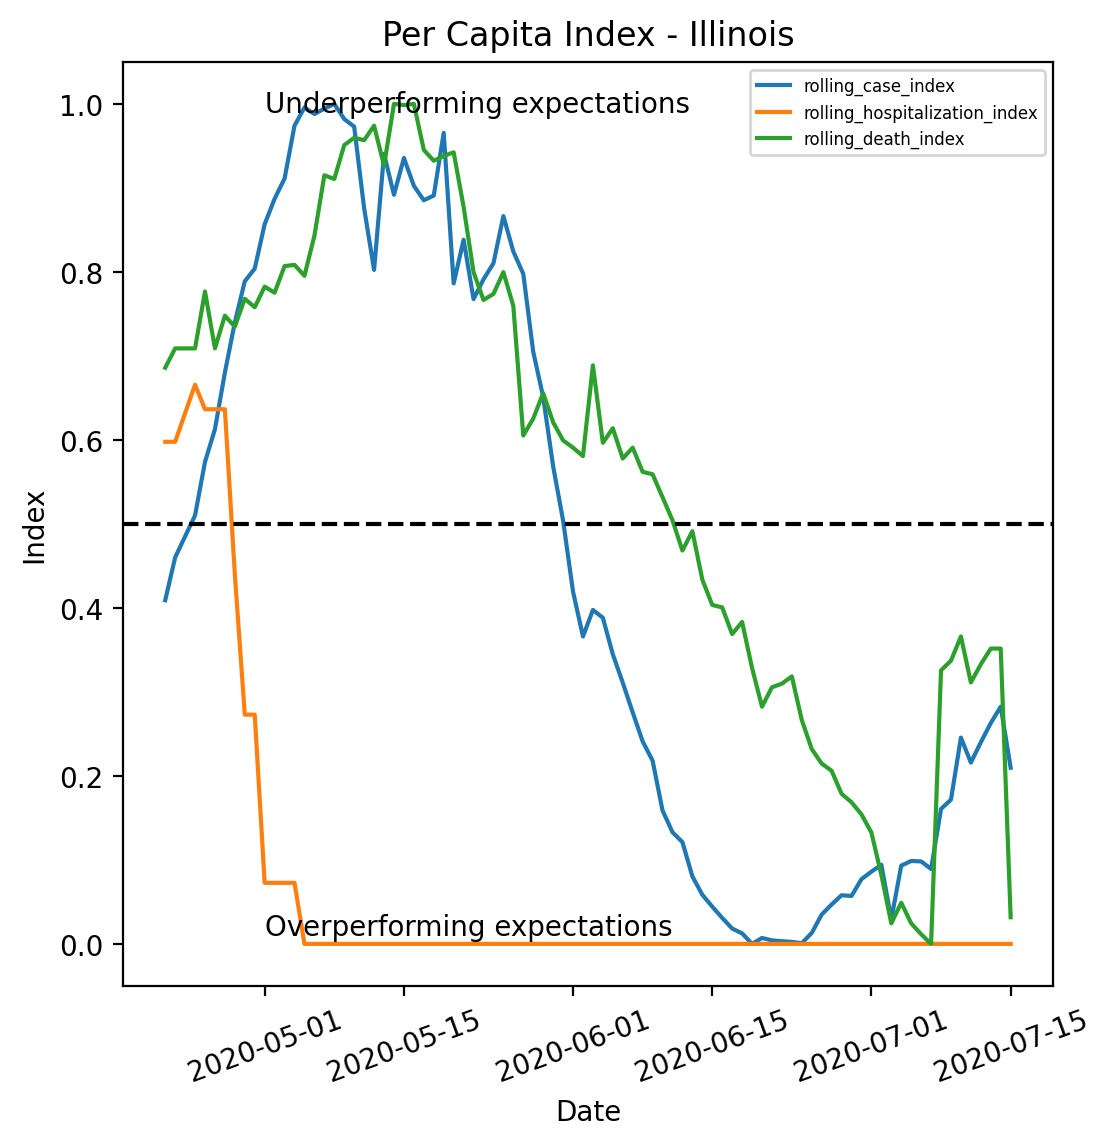 Per Capita Index - Illinois
Underperforming expectations
rolling_case_index
rolling_hospitalization_index
rolling_death_index
1.0
0.8
0.6
0.4
0.2
0.0
Index
Overperforming expectations
2020-05-01
2020-05-15
2020-06-01
2020-06-15
2020-07-01
2020-07-15
Date